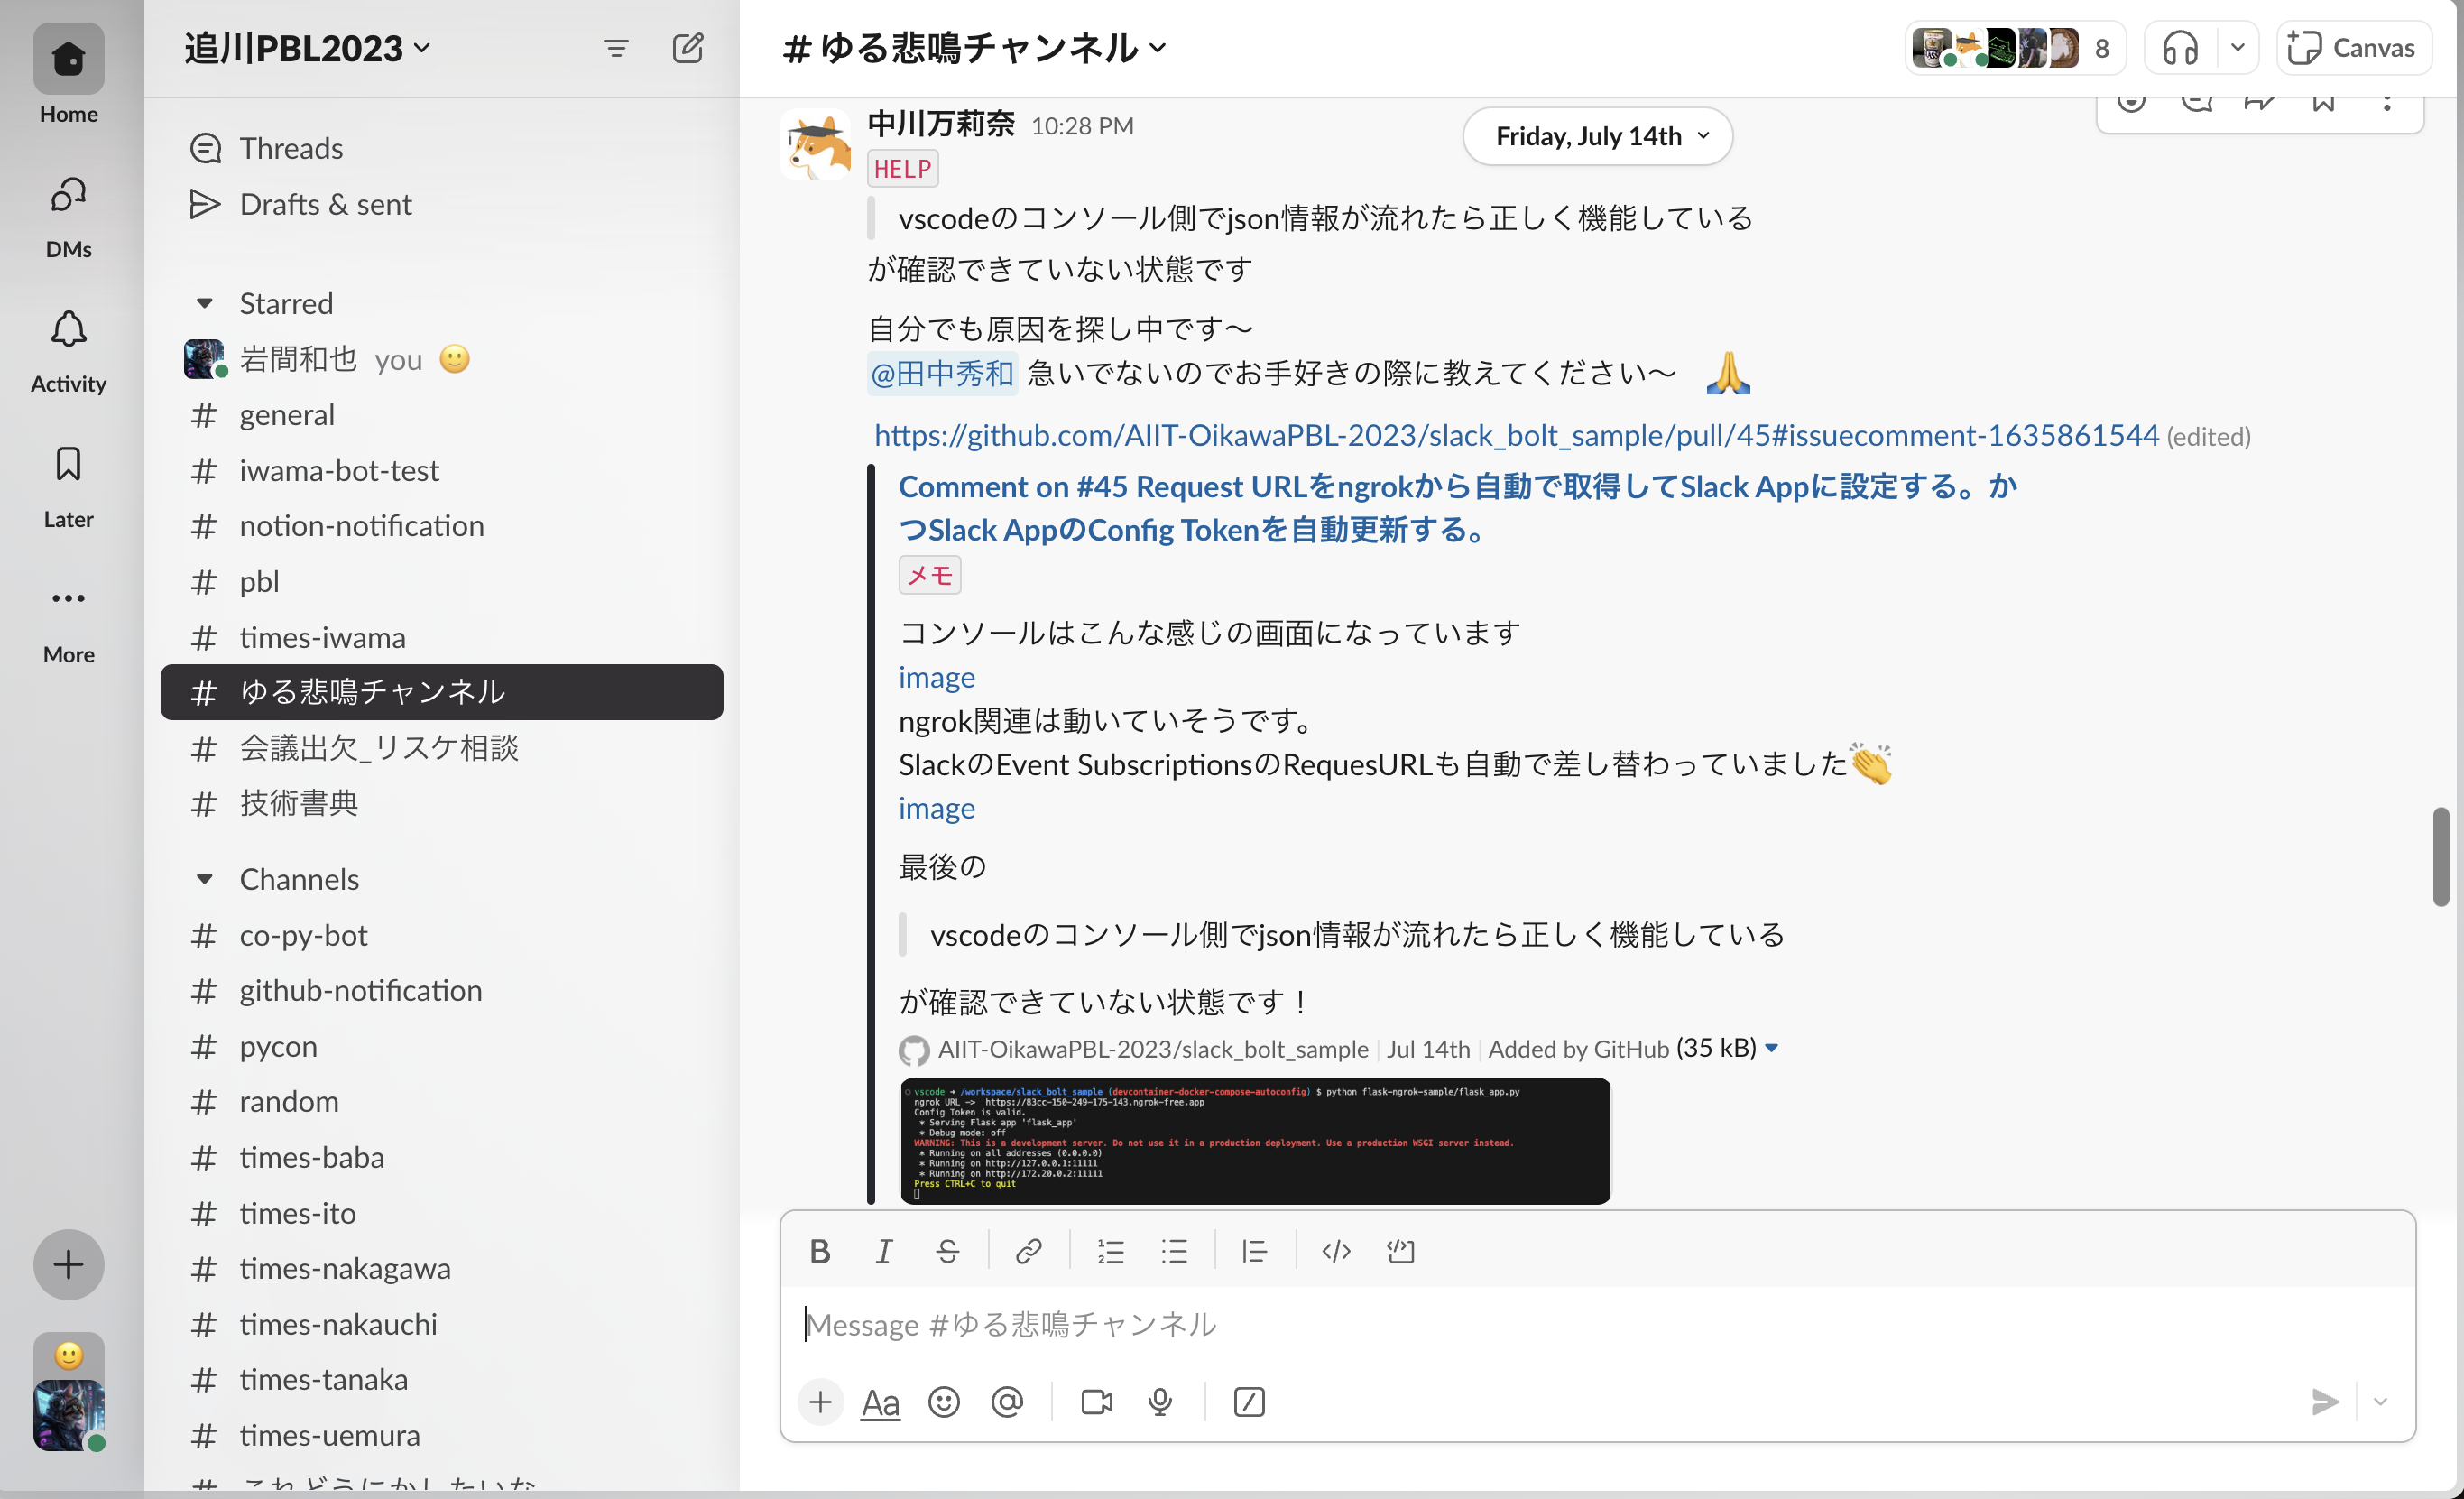 Home
DMs
Activity
Later
More
追川PBL2023
Threads
Drafts & sent
Starred
岩間和也 you
# general
# iwama-bot-test
# notion-notification
# pbl
# times-iwama
# ゆる悲鳴チャンネル
# 会議出欠_リスケ相談
# 技術書典
Channels
# co-py-bot
# github-notification
# pycon
# random
# times-baba
# times-ito
# times-nakagawa
# times-nakauchi
# times-tanaka
# times-uemura
# これどうにかしたいな
# ゆる悲鳴チャンネル
8
Canvas
中川万莉奈 10:28 PM
Friday, July 14th
HELP
vscodeのコンソール側でjson情報が流れたら正しく機能している
が確認できていない状態です
自分でも原因を探し中です〜
@田中秀和 急いでないのでお手好きの際に教えてください〜
https://github.com/AIIT-OikawaPBL-2023/slack_bolt_sample/pull/45#issuecomment-1635861544 (edited)
Comment on #45 Request URLをngrokから自動で取得してSlack Appに設定する。か
つSlack AppのConfig Tokenを自動更新する。
メモ
コンソールはこんな感じの画面になっています
image
ngrok関連は動いていそうです。
SlackのEvent SubscriptionsのRequesURLも自動で差し替わっていました
image
最後の
vscodeのコンソール側でjson情報が流れたら正しく機能している
が確認できていない状態です！
AIIT-OikawaPBL-2023/slack_bolt_sample | Jul 14th | Added by GitHub (35 kB)
vscode → /workspace/slack_bolt_sample (devcontainer-docker-compose-autoconfig) $ python flask-ngrok-sample/flask_app.py
ngrok URL -> https://83cc-150-249-175-143.ngrok-free.app
Config Token is valid.
* Serving Flask app 'flask_app'
* Debug mode: off
WARNING: This is a development server. Do not use it in a production deployment. Use a production WSGI server instead.
* Running on all addresses (0.0.0.0)
* Running on http://127.0.0.1:11111
* Running on http://172.20.0.2:11111
Press CTRL+C to quit
Message #ゆる悲鳴チャンネル
Aa